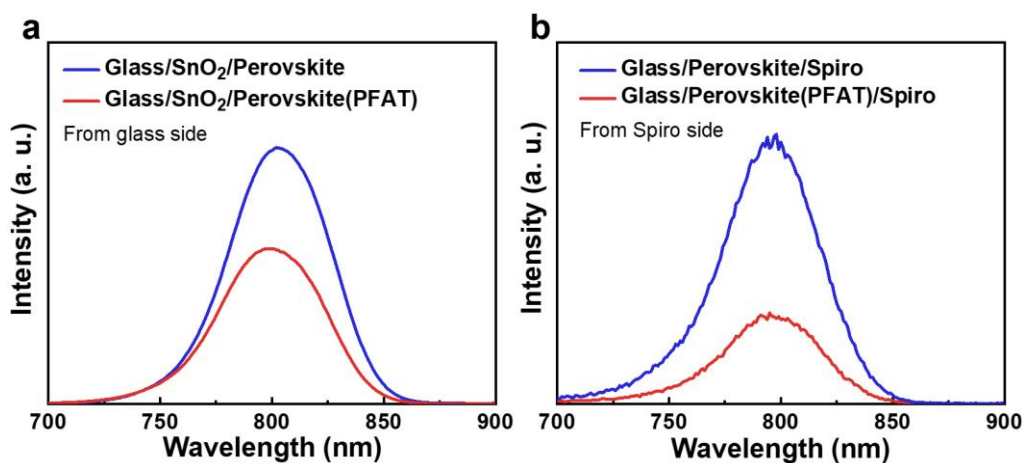 a
Glass/SnO₂/Perovskite
Glass/SnO₂/Perovskite(PFAT)
From glass side
Intensity (a. u.)
700 750 800 850 900
Wavelength (nm)
b
Glass/Perovskite/Spiro
Glass/Perovskite(PFAT)/Spiro
From Spiro side
Intensity (a. u.)
700 750 800 850 900
Wavelength (nm)